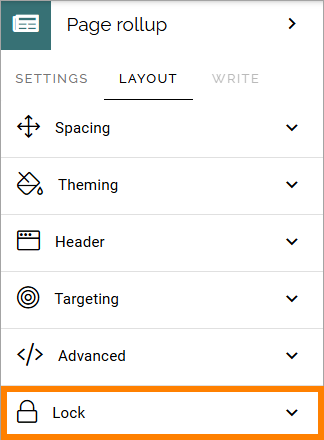 Page rollup
SETTINGS LAYOUT WRITE
Spacing
Theming
Header
Targeting
Advanced
Lock